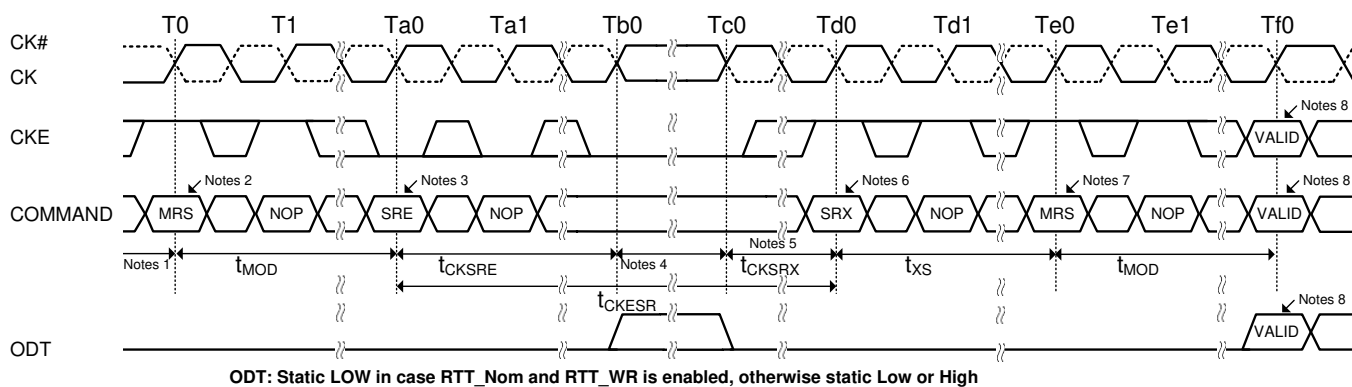 T0 T1 Ta0 Ta1 Tb0 Tc0 Td0 Td1 Te0 Te1 Tf0
CK#
CK
Notes 8
CKE VALID
Notes 2 Notes 3 Notes 6 Notes 7 Notes 8
COMMAND MRS NOP SRE NOP SRX NOP MRS NOP VALID
Notes 1 tMOD tCKSRE Notes 4 Notes 5 tCKSRX tXS tMOD
tCKESR
Notes 8
ODT VALID
ODT: Static LOW in case RTT_Nom and RTT_WR is enabled, otherwise static Low or High